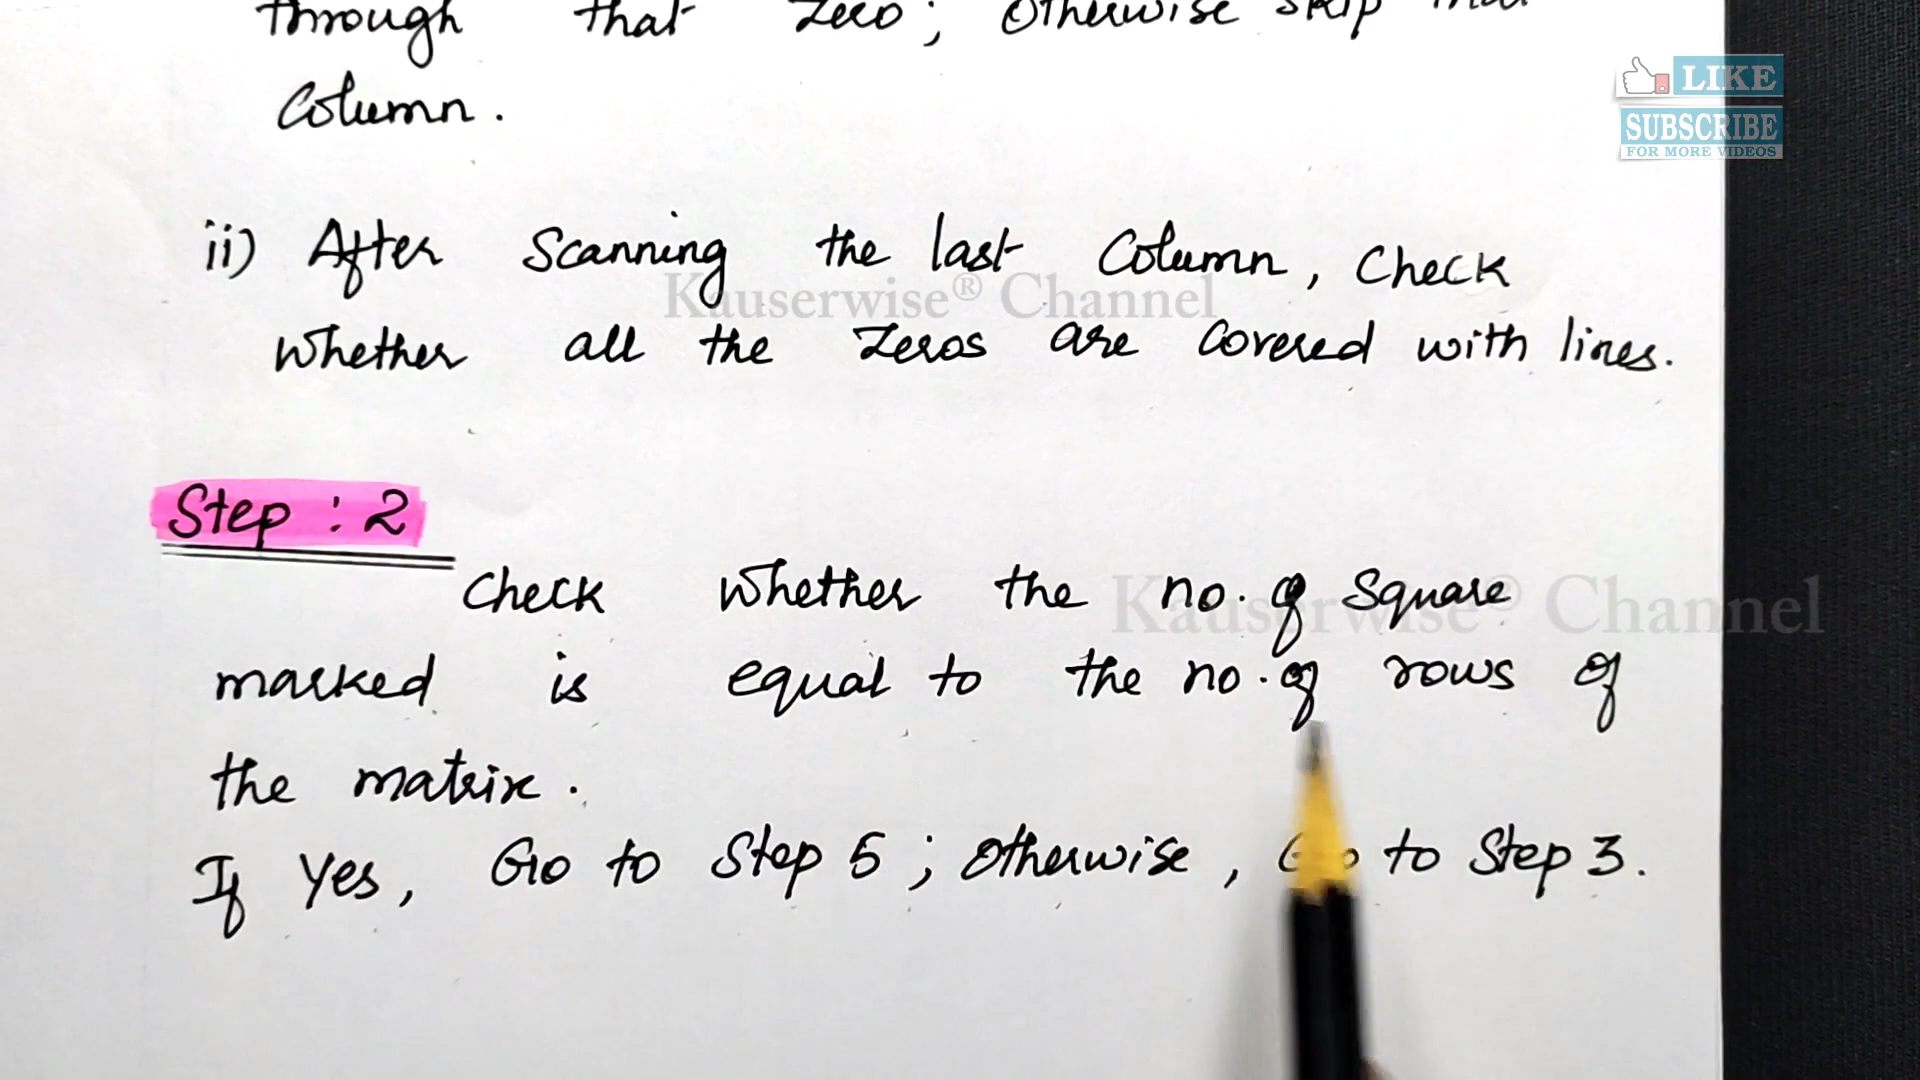 through that zero; Otherwise skip that
Column.
LIKE
SUBSCRIBE
FOR MORE VIDEOS
ii) After Scanning the last Column, Check
Kauserwise® Channel
whether all the zeros are covered with lines.
Step : 2
Check whether the no. of Square
Kauserwise® Channel
marked is equal to the no. of rows of
the matrix.
If Yes, Go to Step 5; Otherwise, Go to Step 3.